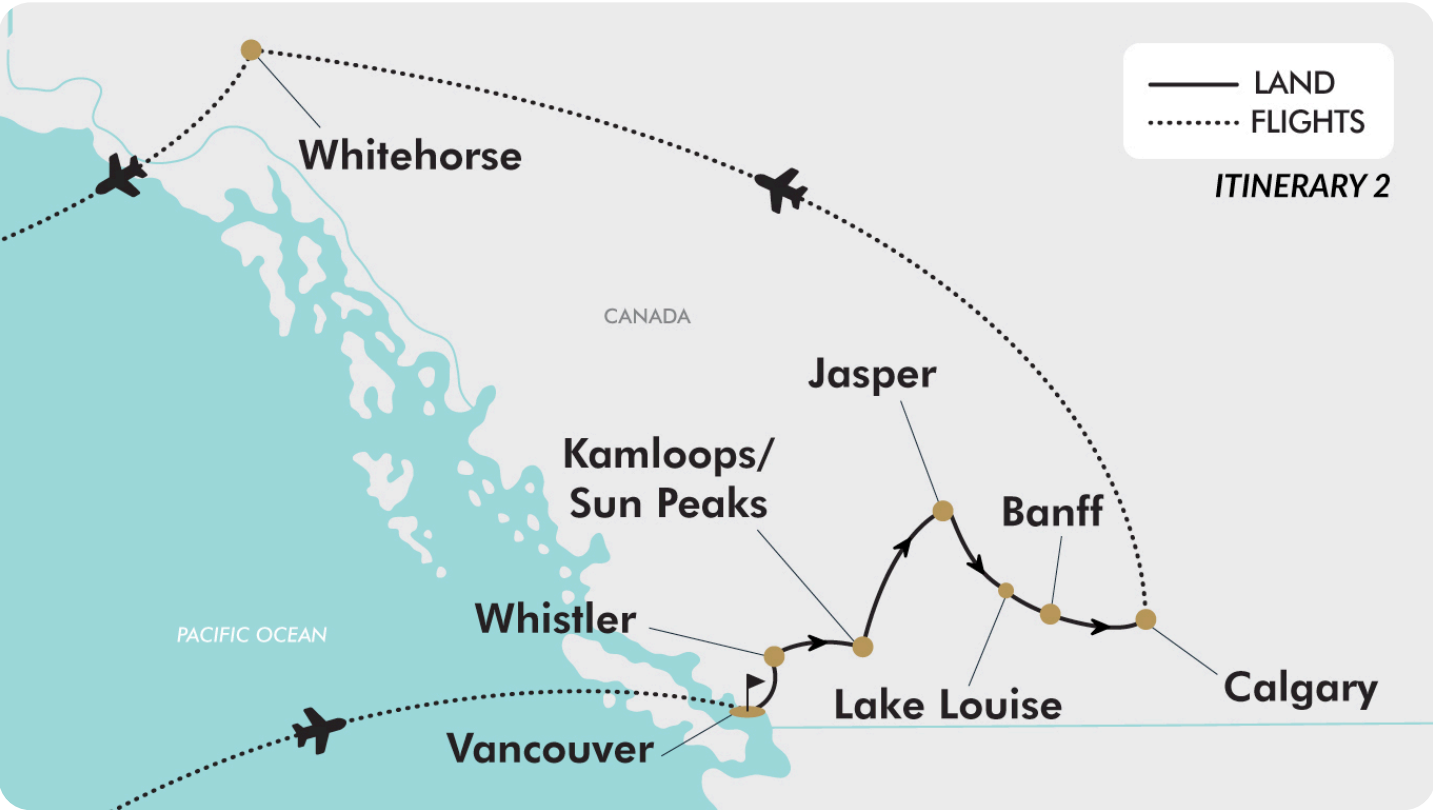 LAND
FLIGHTS
ITINERARY 2
Whitehorse
CANADA
Jasper
Kamloops/
Sun Peaks
Banff
Whistler
PACIFIC OCEAN
Lake Louise
Calgary
Vancouver